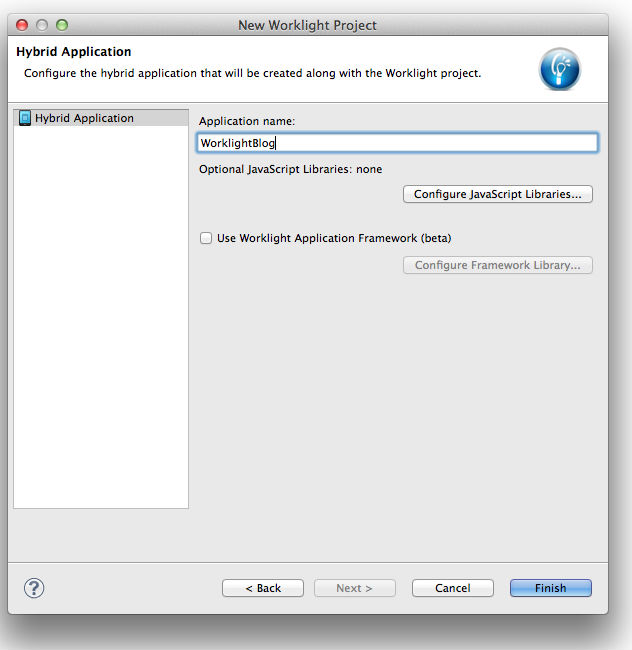 New Worklight Project
Hybrid Application
Configure the hybrid application that will be created along with the Worklight project.
Hybrid Application
Application name:
WorklightBlog
Optional JavaScript Libraries: none
Configure JavaScript Libraries...
Use Worklight Application Framework (beta)
Configure Framework Library...
?
< Back
Next >
Cancel
Finish